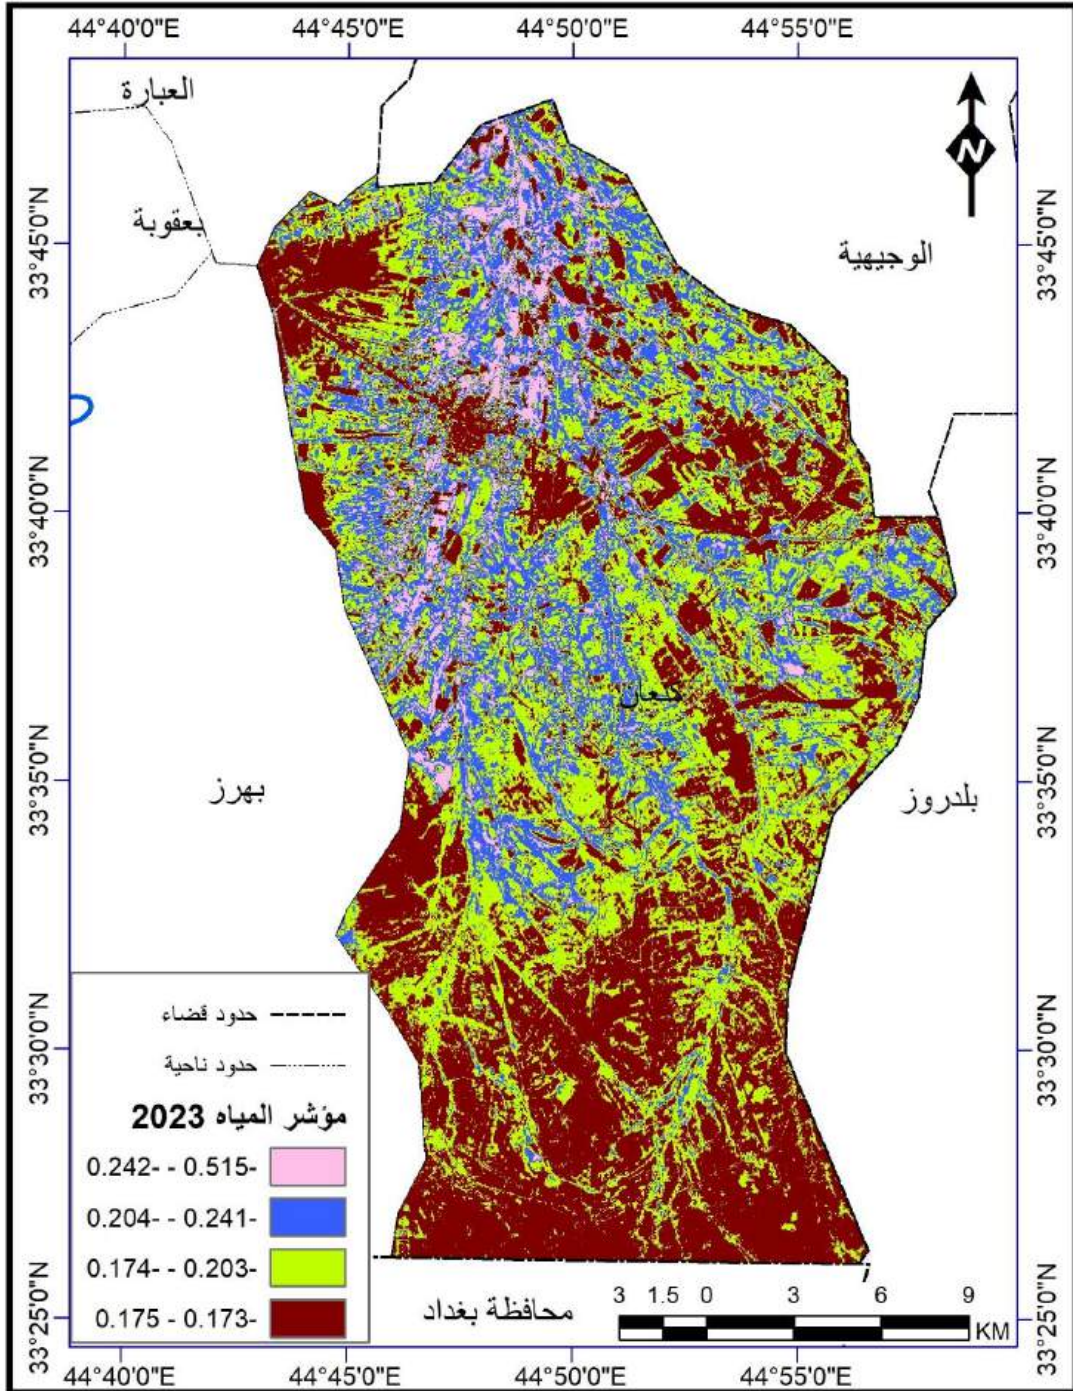 44°40'0"E 44°45'0"E 44°50'0"E 44°55'0"E
العبارة
N
بعقوبة
الوجيهية
33°45'0"N 33°45'0"N
33°40'0"N 33°40'0"N
كنعان
33°35'0"N 33°35'0"N
بهرز
بلدروز
33°30'0"N 33°30'0"N
حدود قضاء
حدود ناحية
مؤشر المياه 2023
0.242- - 0.515-
0.204- - 0.241-
0.174- - 0.203-
0.175 - 0.173-
محافظة بغداد
3 1.5 0 3 6 9
KM
33°25'0"N 33°25'0"N
44°40'0"E 44°45'0"E 44°50'0"E 44°55'0"E